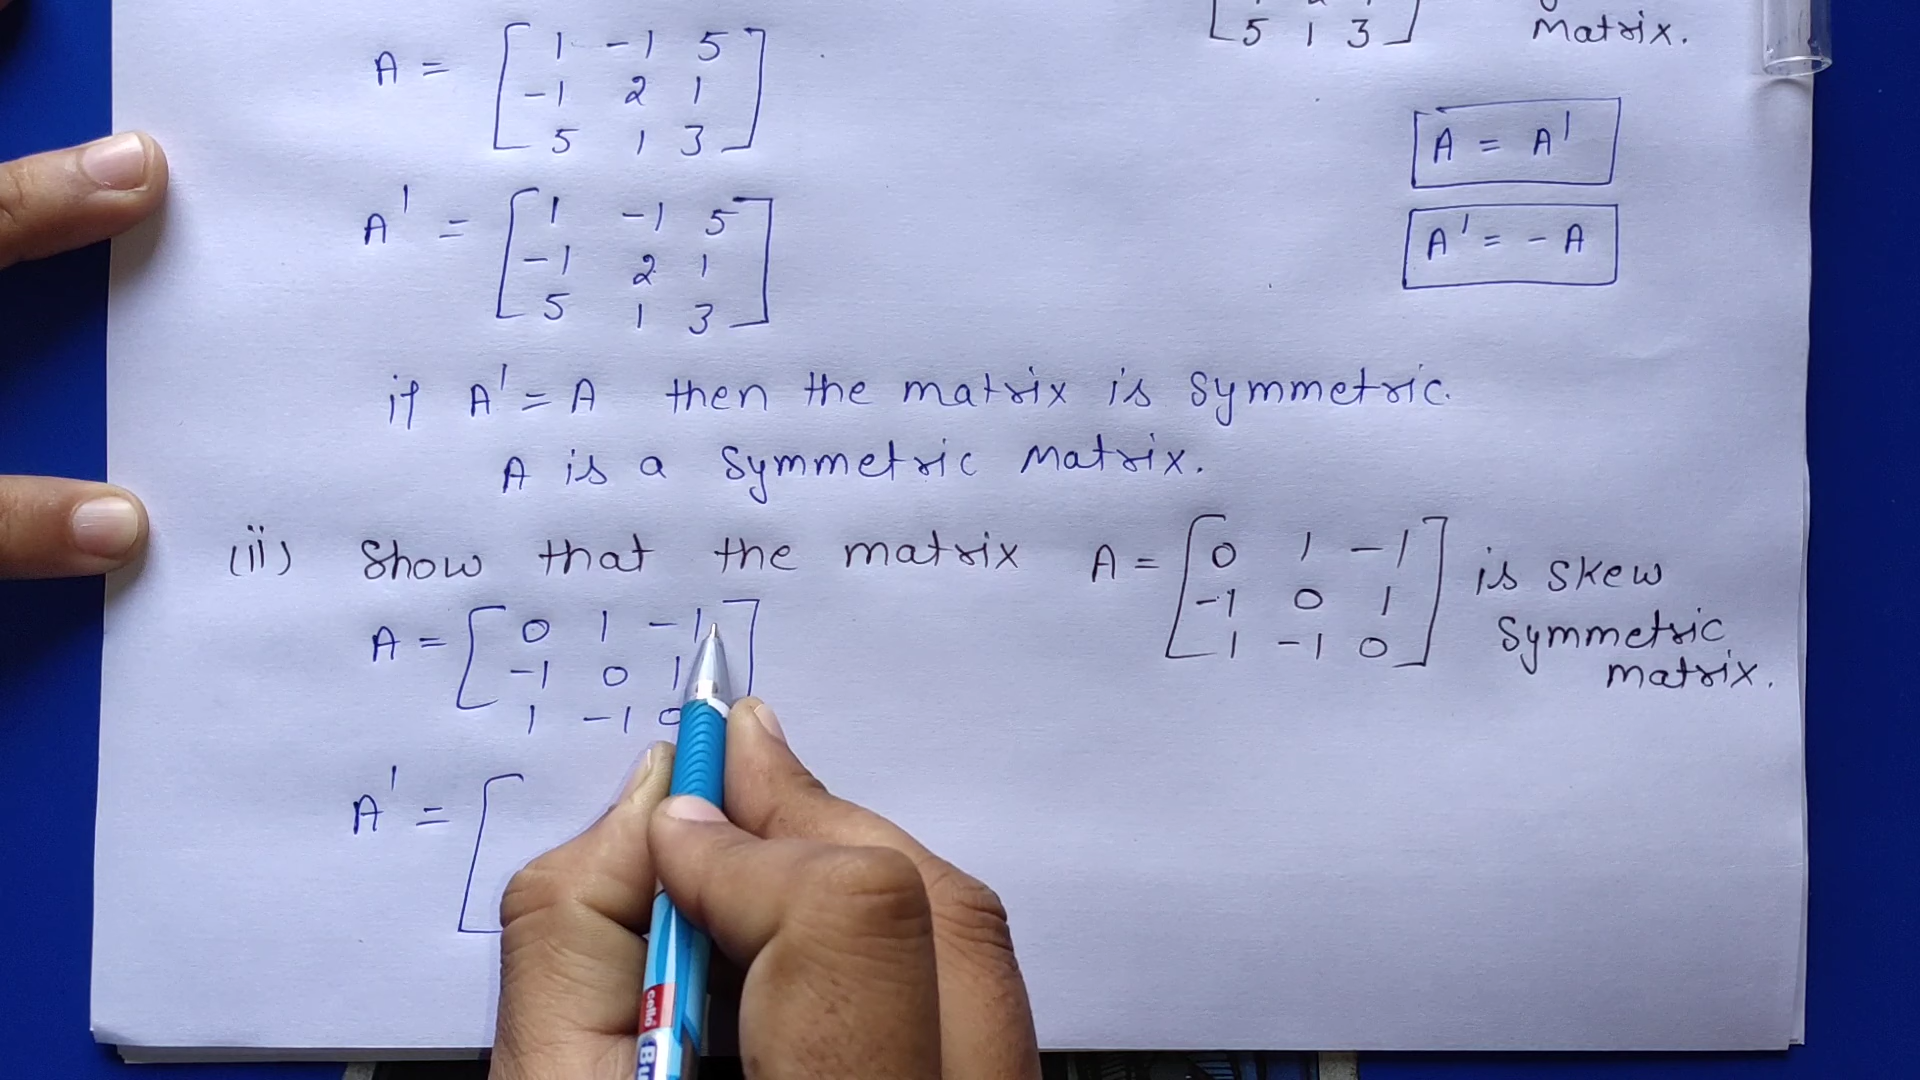 A = [ 1 -1 5
-1 2 1
5 1 3 ]
5 1 3 ] Matrix.
A = A'
A' = - A
A' = [ 1 -1 5
-1 2 1
5 1 3 ]
if A' = A then the matrix is symmetric.
A is a symmetric matrix.
(ii) Show that the matrix A = [ 0 1 -1
-1 0 1
1 -1 0 ] is skew
symmetric
matrix.
A = [ 0 1 -1
-1 0 1
1 -1 0 ]
A' = [
cello
Bu